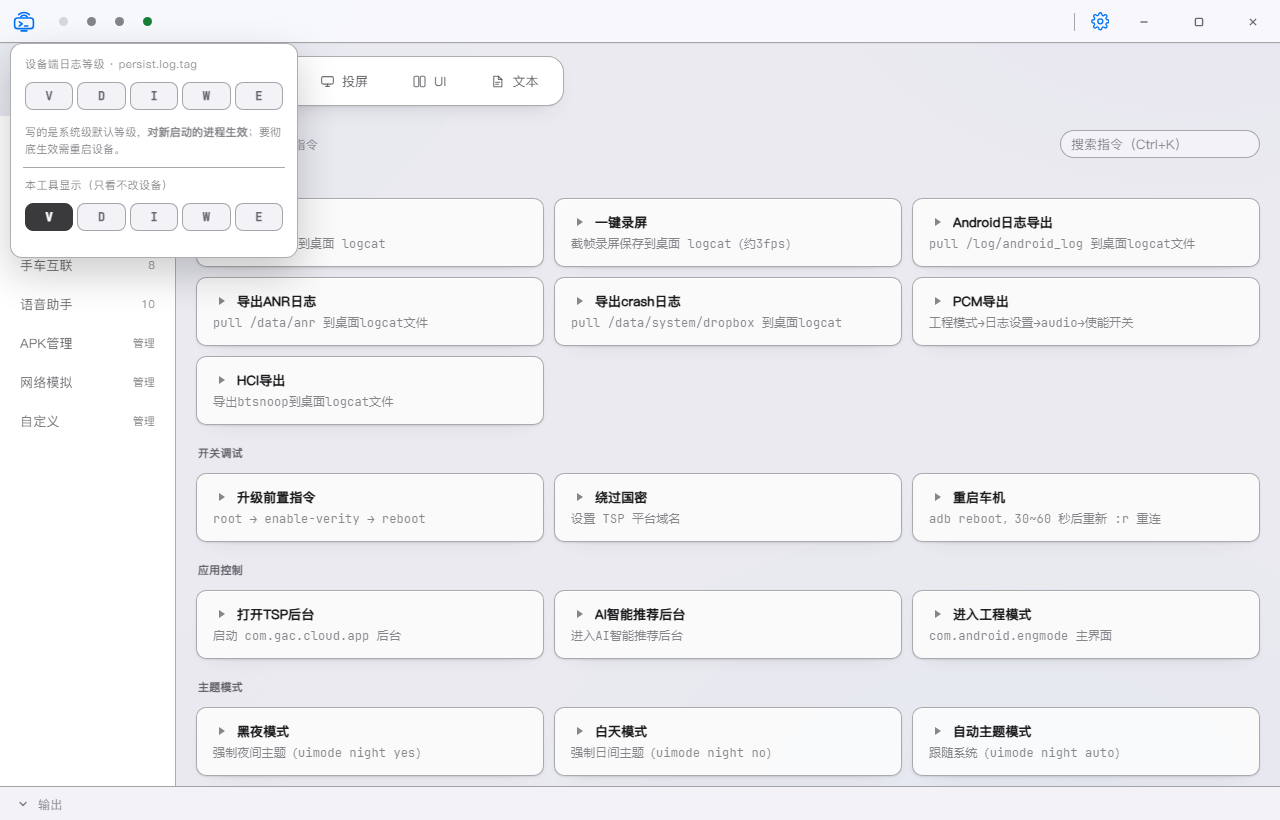 设备端日志等级 · persist.log.tag
V D I W E
写的是系统级默认等级，对新启动的进程生效；要彻
底生效需重启设备。
本工具显示（只看不改设备）
V D I W E
投屏 UI 文本
指令
搜索指令（Ctrl+K）
手车互联 8
语音助手 10
APK管理 管理
网络模拟 管理
自定义 管理
到桌面 logcat
一键录屏
截帧录屏保存到桌面 logcat（约3fps）
Android日志导出
pull /log/android_log 到桌面logcat文件
导出ANR日志
pull /data/anr 到桌面logcat文件
导出crash日志
pull /data/system/dropbox 到桌面logcat
PCM导出
工程模式→日志设置→audio→使能开关
HCI导出
导出btsnoop到桌面logcat文件
开关调试
升级前置指令
root → enable-verity → reboot
绕过国密
设置 TSP 平台域名
重启车机
adb reboot，30~60 秒后重新 :r 重连
应用控制
打开TSP后台
启动 com.gac.cloud.app 后台
AI智能推荐后台
进入AI智能推荐后台
进入工程模式
com.android.engmode 主界面
主题模式
黑夜模式
强制夜间主题（uimode night yes）
白天模式
强制日间主题（uimode night no）
自动主题模式
跟随系统（uimode night auto）
输出